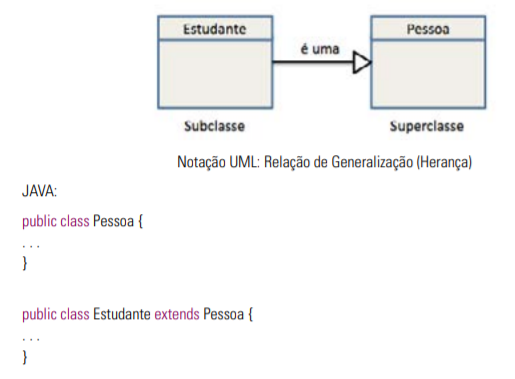 Estudante
é uma
Pessoa
Subclasse
Superclasse
Notação UML: Relação de Generalização (Herança)
JAVA:
public class Pessoa {
. . .
}
public class Estudante extends Pessoa {
. . .
}